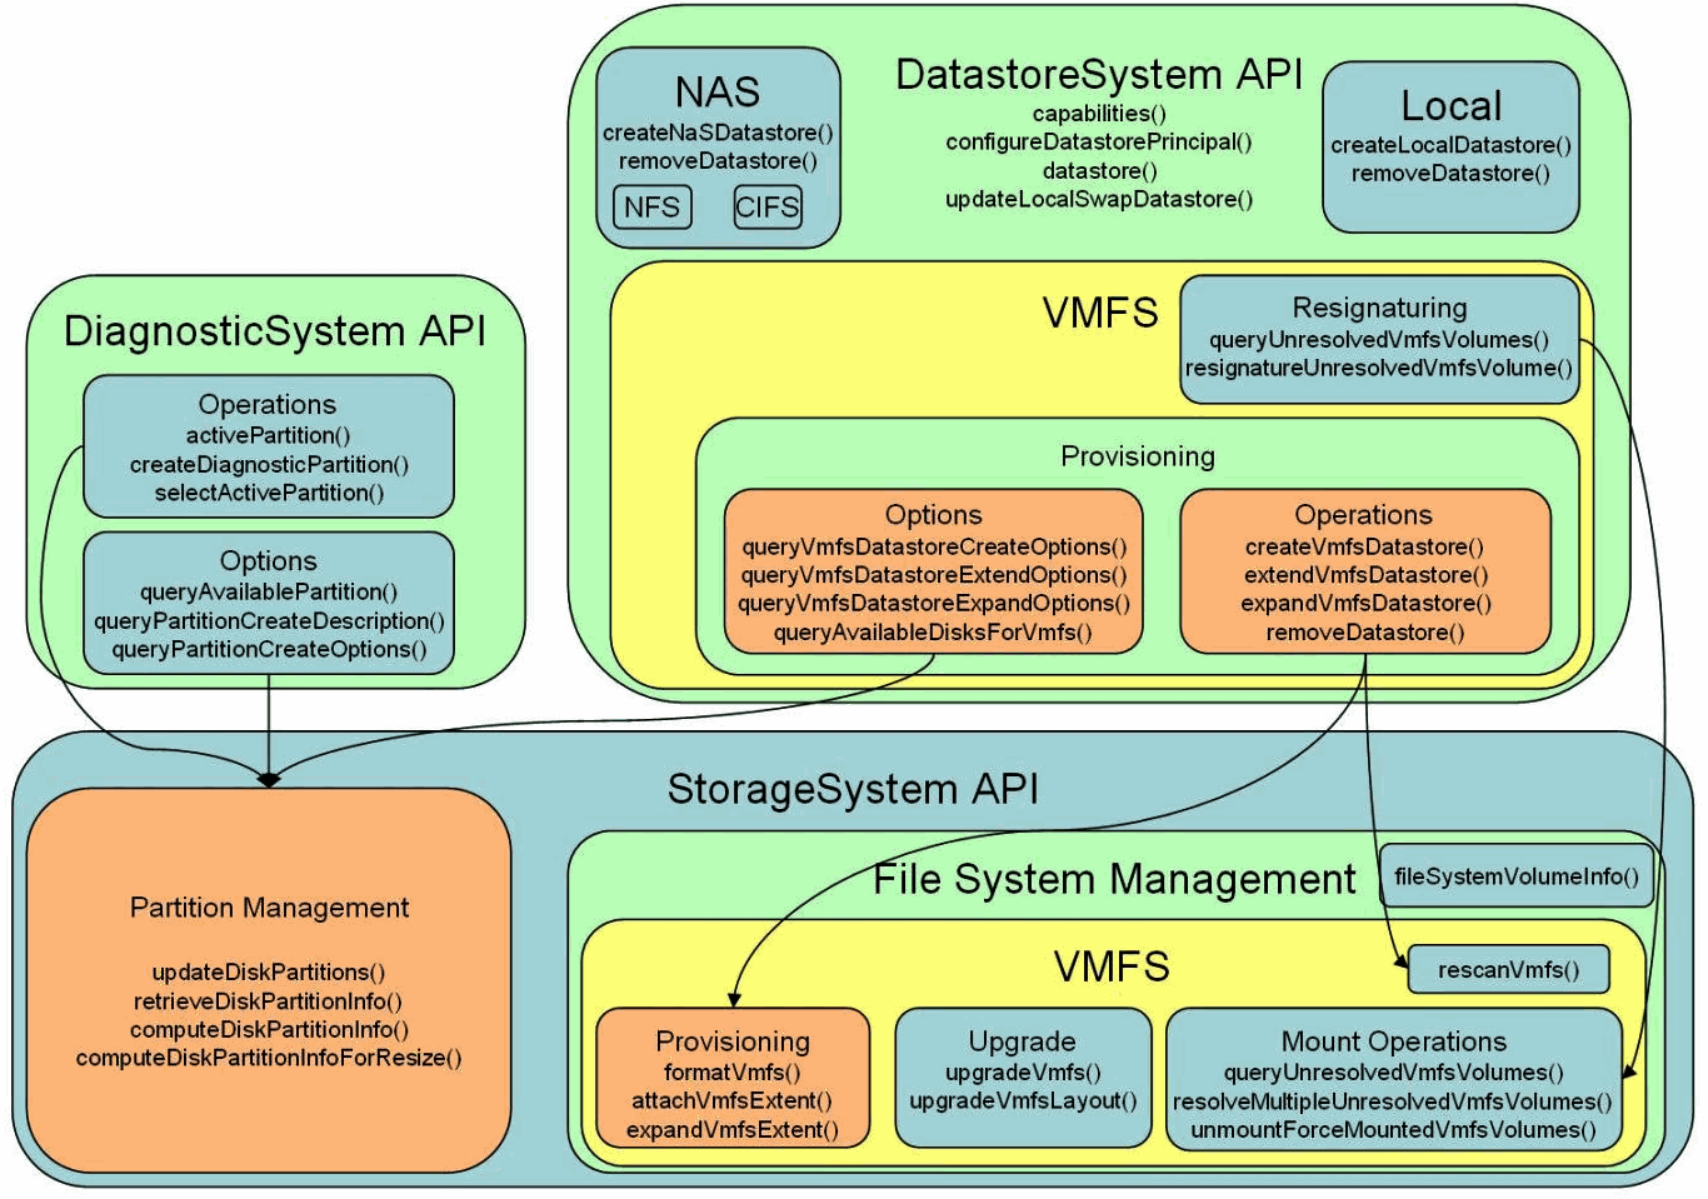 DatastoreSystem API
capabilities()
configureDatastorePrincipal()
datastore()
updateLocalSwapDatastore()
NAS
createNaSDatastore()
removeDatastore()
NFS
CIFS
Local
createLocalDatastore()
removeDatastore()
VMFS
Resignaturing
queryUnresolvedVmfsVolumes()
resignatureUnresolvedVmfsVolume()
Provisioning
Options
queryVmfsDatastoreCreateOptions()
queryVmfsDatastoreExtendOptions()
queryVmfsDatastoreExpandOptions()
queryAvailableDisksForVmfs()
Operations
createVmfsDatastore()
extendVmfsDatastore()
expandVmfsDatastore()
removeDatastore()
DiagnosticSystem API
Operations
activePartition()
createDiagnosticPartition()
selectActivePartition()
Options
queryAvailablePartition()
queryPartitionCreateDescription()
queryPartitionCreateOptions()
StorageSystem API
Partition Management
updateDiskPartitions()
retrieveDiskPartitionInfo()
computeDiskPartitionInfo()
computeDiskPartitionInfoForResize()
File System Management
fileSystemVolumeInfo()
VMFS
rescanVmfs()
Provisioning
formatVmfs()
attachVmfsExtent()
expandVmfsExtent()
Upgrade
upgradeVmfs()
upgradeVmfsLayout()
Mount Operations
queryUnresolvedVmfsVolumes()
resolveMultipleUnresolvedVmfsVolumes()
unmountForceMountedVmfsVolumes()